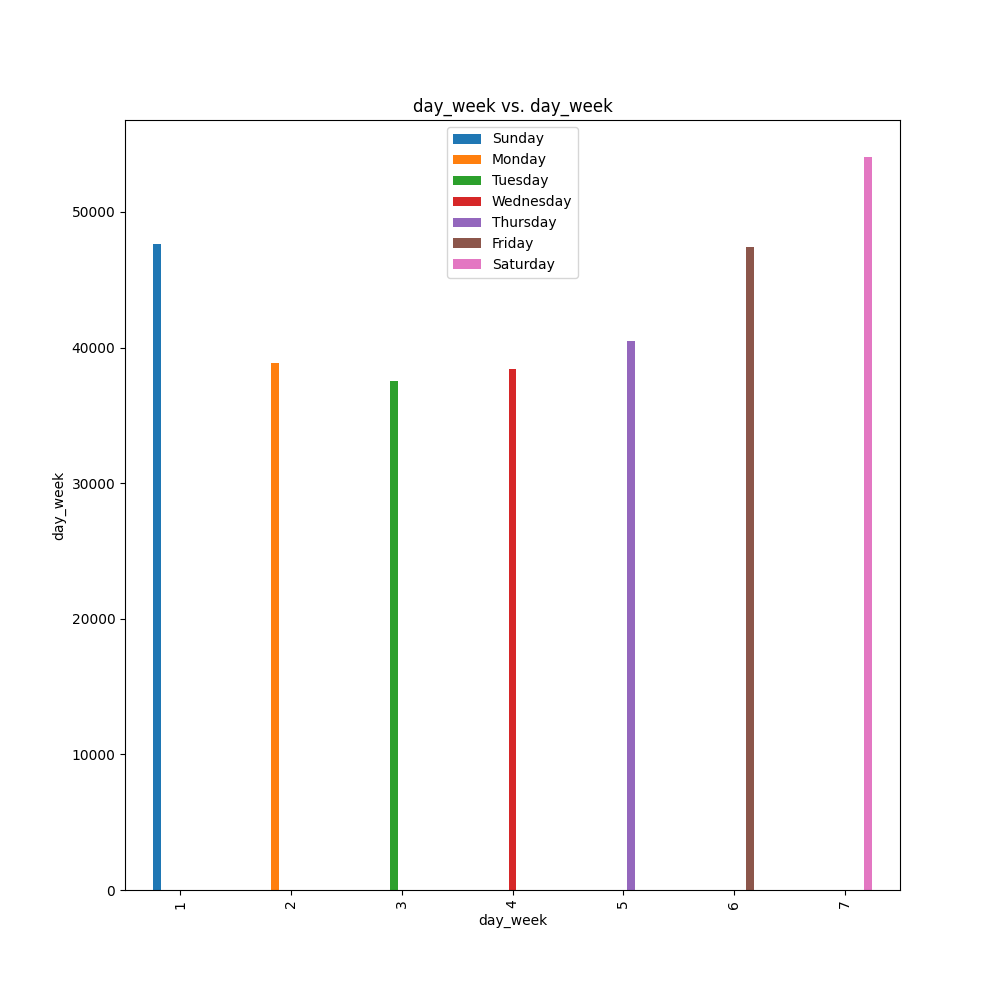 day_week vs. day_week
Sunday
Monday
Tuesday
Wednesday
Thursday
Friday
Saturday
50000
40000
30000
20000
10000
0
day_week
1 2 3 4 5 6 7
day_week